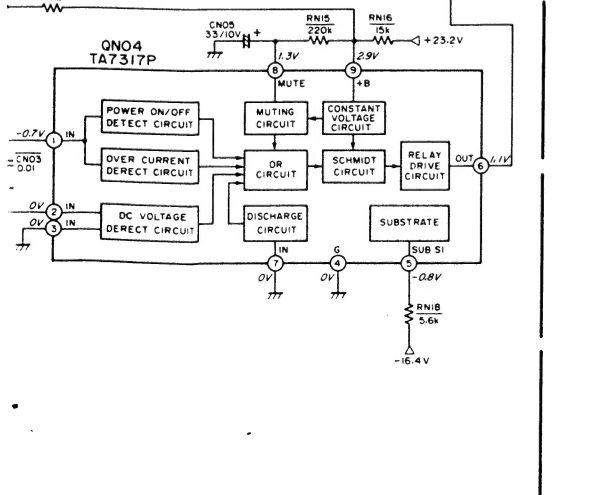 CN05
33/10V +
RN15
220k
RN16
15k
+23.2V
QN04
TA7317P
1.3V
2.9V
8
9
MUTE
+B
POWER ON/OFF
DETECT CIRCUIT
MUTING
CIRCUIT
CONSTANT
VOLTAGE
CIRCUIT
-0.7V
1
IN
CN03
0.01
OVER CURRENT
DERECT CIRCUIT
OR
CIRCUIT
SCHMIDT
CIRCUIT
RELAY
DRIVE
CIRCUIT
OUT
6
1.1V
0V
2
IN
0V
3
IN
DC VOLTAGE
DERECT CIRCUIT
DISCHARGE
CIRCUIT
SUBSTRATE
IN
G
SUB SI
7
4
5
0V
0V
-0.8V
RN18
5.6k
-16.4V